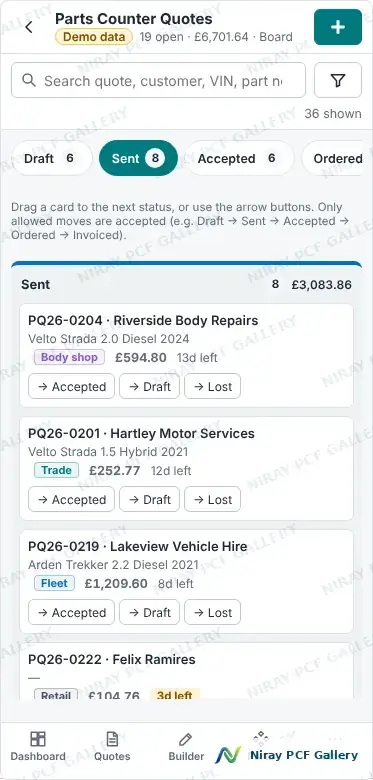 Parts Counter Quotes
Demo data 19 open · £6,701.64 · Board
Search quote, customer, VIN, part n
36 shown
Draft 6 Sent 8 Accepted 6 Ordered
Drag a card to the next status, or use the arrow buttons. Only
allowed moves are accepted (e.g. Draft → Sent → Accepted →
Ordered → Invoiced).
Sent 8 £3,083.86
PQ26-0204 · Riverside Body Repairs
Velto Strada 2.0 Diesel 2024
Body shop £594.80 13d left
→ Accepted → Draft → Lost
PQ26-0201 · Hartley Motor Services
Velto Strada 1.5 Hybrid 2021
Trade £252.77 12d left
→ Accepted → Draft → Lost
PQ26-0219 · Lakeview Vehicle Hire
Arden Trekker 2.2 Diesel 2021
Fleet £1,209.60 8d left
→ Accepted → Draft → Lost
PQ26-0222 · Felix Ramires
—
Retail £104.76 3d left
Dashboard Quotes Builder
Niray PCF Gallery
NIRAY PCF GALLERY